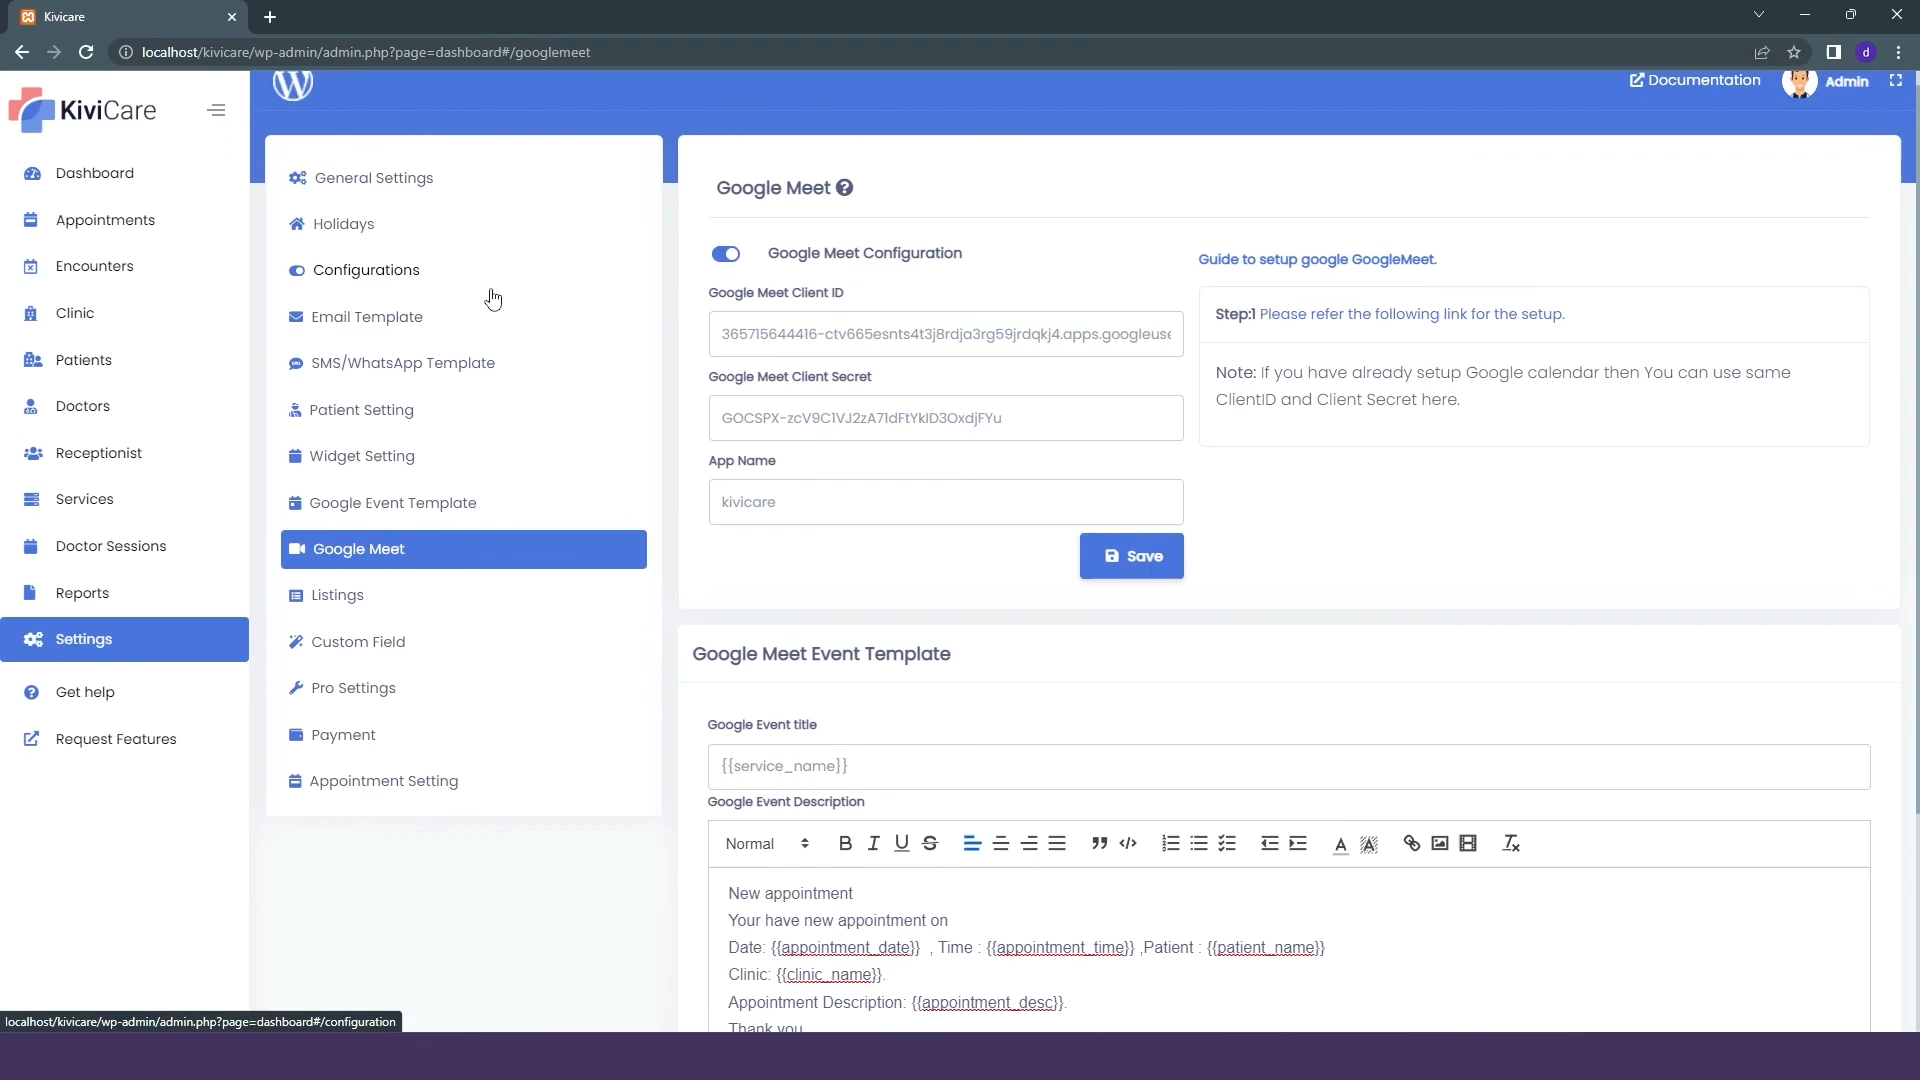 Kivicare
localhost/kivicare/wp-admin/admin.php?page=dashboard#/googlemeet
d
KiviCare
Documentation
Admin
Dashboard
Appointments
Encounters
Clinic
Patients
Doctors
Receptionist
Services
Doctor Sessions
Reports
Settings
Get help
Request Features
General Settings
Holidays
Configurations
Email Template
SMS/WhatsApp Template
Patient Setting
Widget Setting
Google Event Template
Google Meet
Listings
Custom Field
Pro Settings
Payment
Appointment Setting
Google Meet
Google Meet Configuration
Google Meet Client ID
365715644416-ctv665esnts4t3j8rdja3rg59jrdqkj4.apps.googleuse
Google Meet Client Secret
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
App Name
kivicare
Save
Guide to setup google GoogleMeet.
Step:1 Please refer the following link for the setup.
Note: If you have already setup Google calendar then You can use same
ClientID and Client Secret here.
Google Meet Event Template
Google Event title
{{service_name}}
Google Event Description
Normal
New appointment
Your have new appointment on
Date: {{appointment_date}} , Time : {{appointment_time}} ,Patient : {{patient_name}}
Clinic: {{clinic_name}}.
Appointment Description: {{appointment_desc}}.
Thank you
localhost/kivicare/wp-admin/admin.php?page=dashboard#/configuration